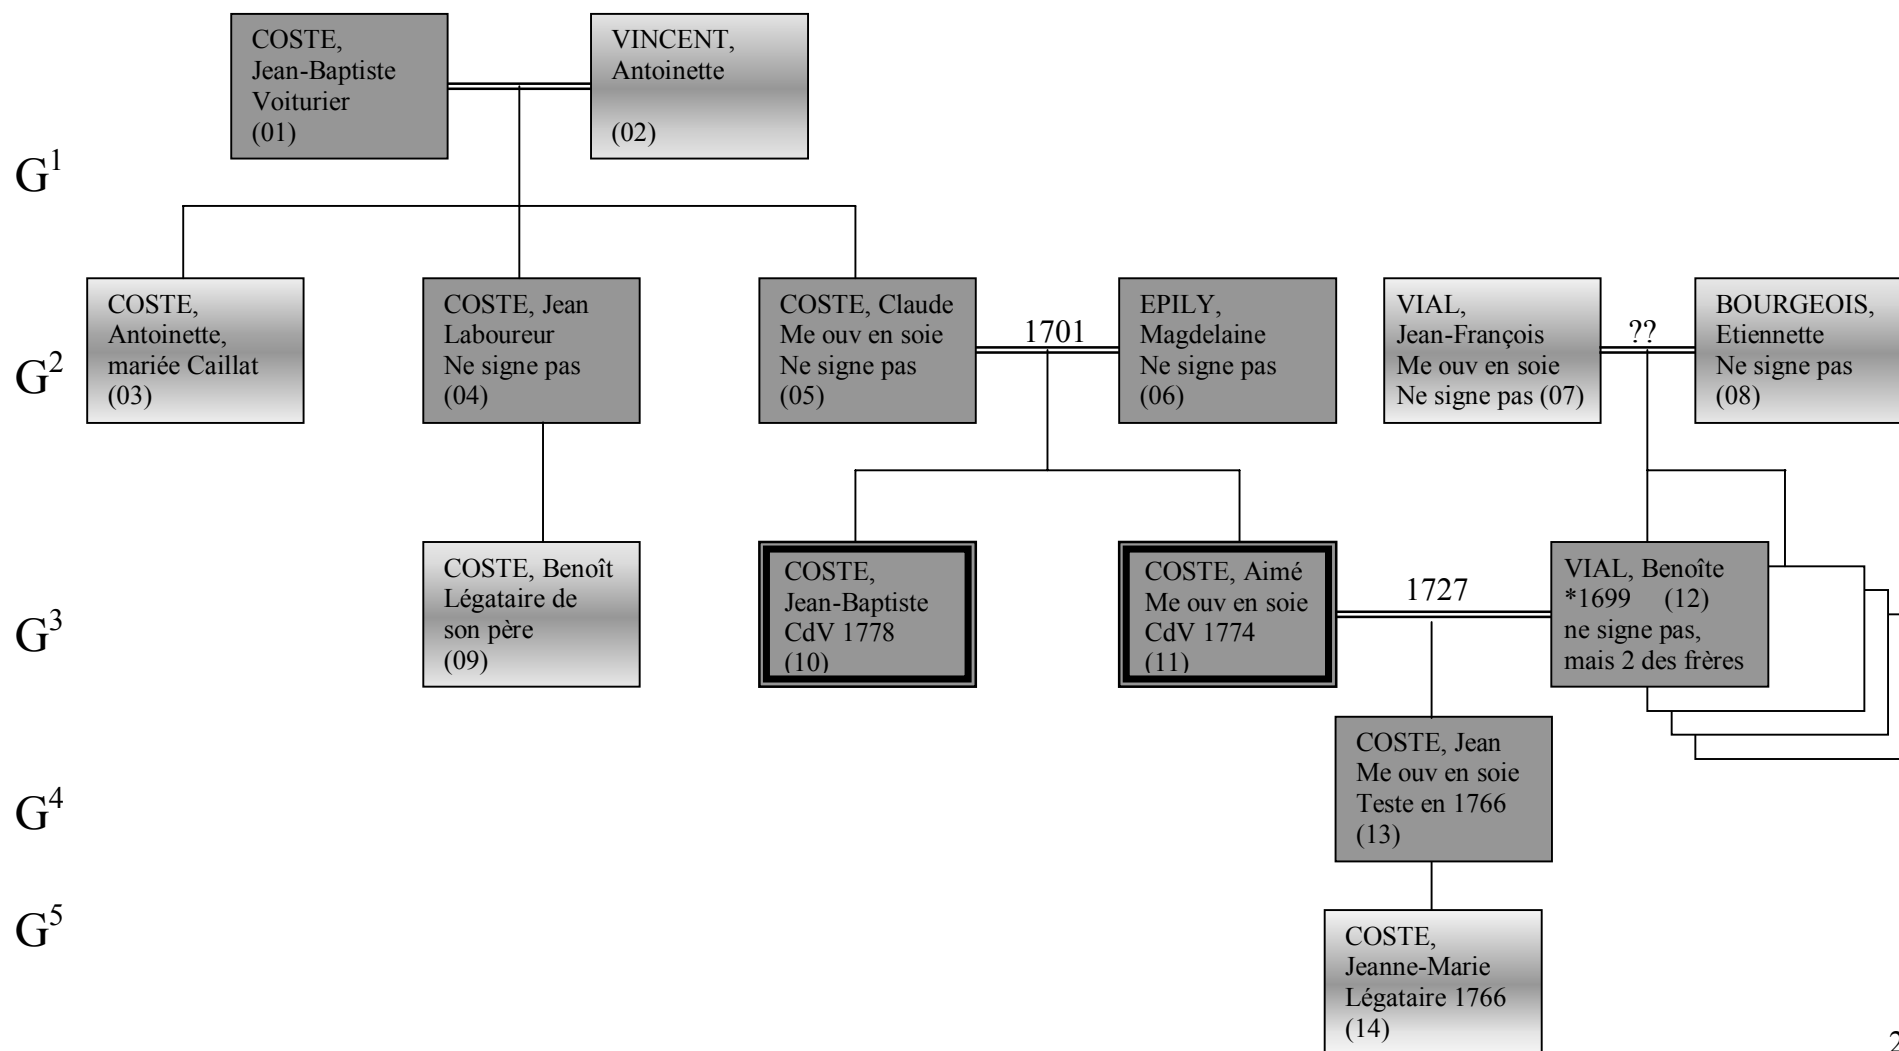 COSTE,
Jean-Baptiste
Voiturier
(01)
VINCENT,
Antoinette
(02)
G1
COSTE,
Antoinette,
mariée Caillat
(03)
COSTE, Jean
Laboureur
Ne signe pas
(04)
COSTE, Claude
Me ouv en soie
Ne signe pas
(05)
1701
EPILY,
Magdelaine
Ne signe pas
(06)
VIAL,
Jean-François
Me ouv en soie
Ne signe pas (07)
??
BOURGEOIS,
Etiennette
Ne signe pas
(08)
G2
COSTE, Benoît
Légataire de
son père
(09)
COSTE,
Jean-Baptiste
CdV 1778
(10)
COSTE, Aimé
Me ouv en soie
CdV 1774
(11)
1727
VIAL, Benoîte
*1699 (12)
ne signe pas,
mais 2 des frères
G3
COSTE, Jean
Me ouv en soie
Teste en 1766
(13)
G4
G5
COSTE,
Jeanne-Marie
Légataire 1766
(14)
2